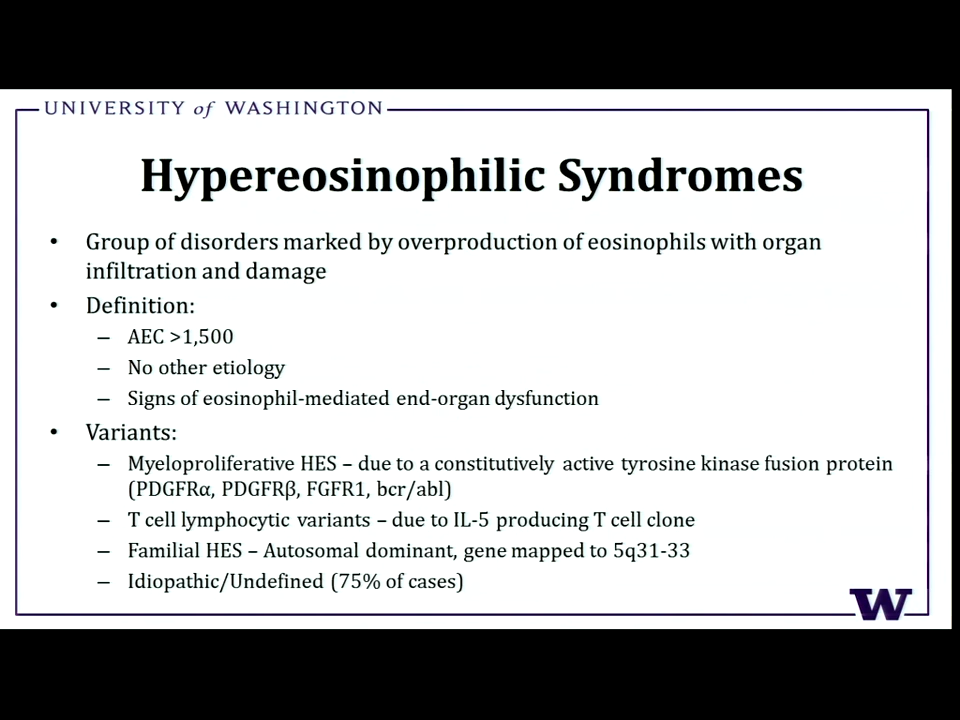 UNIVERSITY of WASHINGTON
Hypereosinophilic Syndromes
• Group of disorders marked by overproduction of eosinophils with organ
infiltration and damage
• Definition:
– AEC >1,500
– No other etiology
– Signs of eosinophil-mediated end-organ dysfunction
• Variants:
– Myeloproliferative HES – due to a constitutively active tyrosine kinase fusion protein
(PDGFRα, PDGFRβ, FGFR1, bcr/abl)
– T cell lymphocytic variants – due to IL-5 producing T cell clone
– Familial HES – Autosomal dominant, gene mapped to 5q31-33
– Idiopathic/Undefined (75% of cases)
W